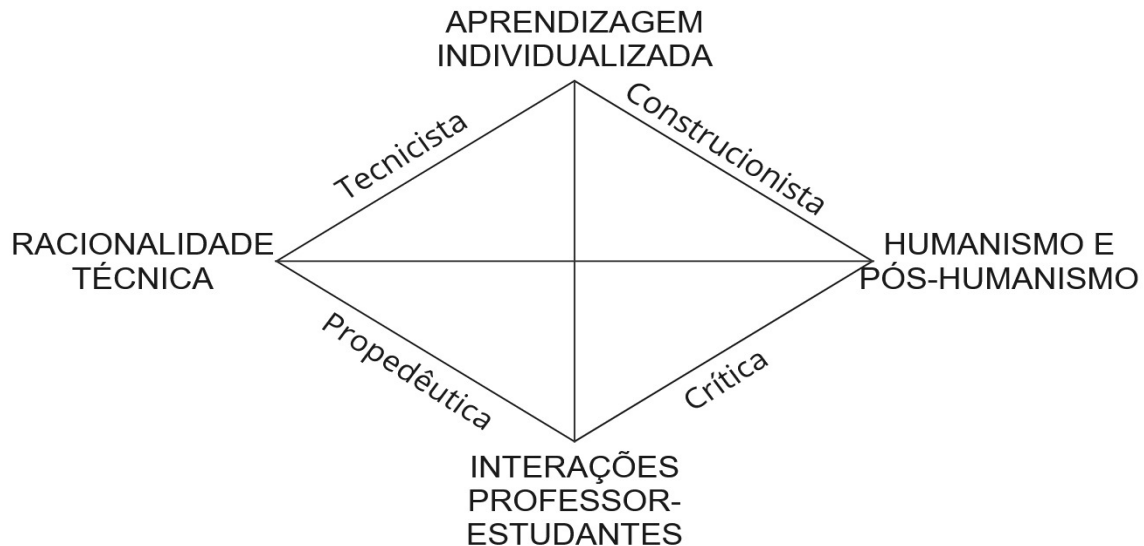 APRENDIZAGEM
INDIVIDUALIZADA
Tecnicista
Construcionista
RACIONALIDADE
TÉCNICA
HUMANISMO E
PÓS-HUMANISMO
Propedêutica
Crítica
INTERAÇÕES
PROFESSOR-
ESTUDANTES